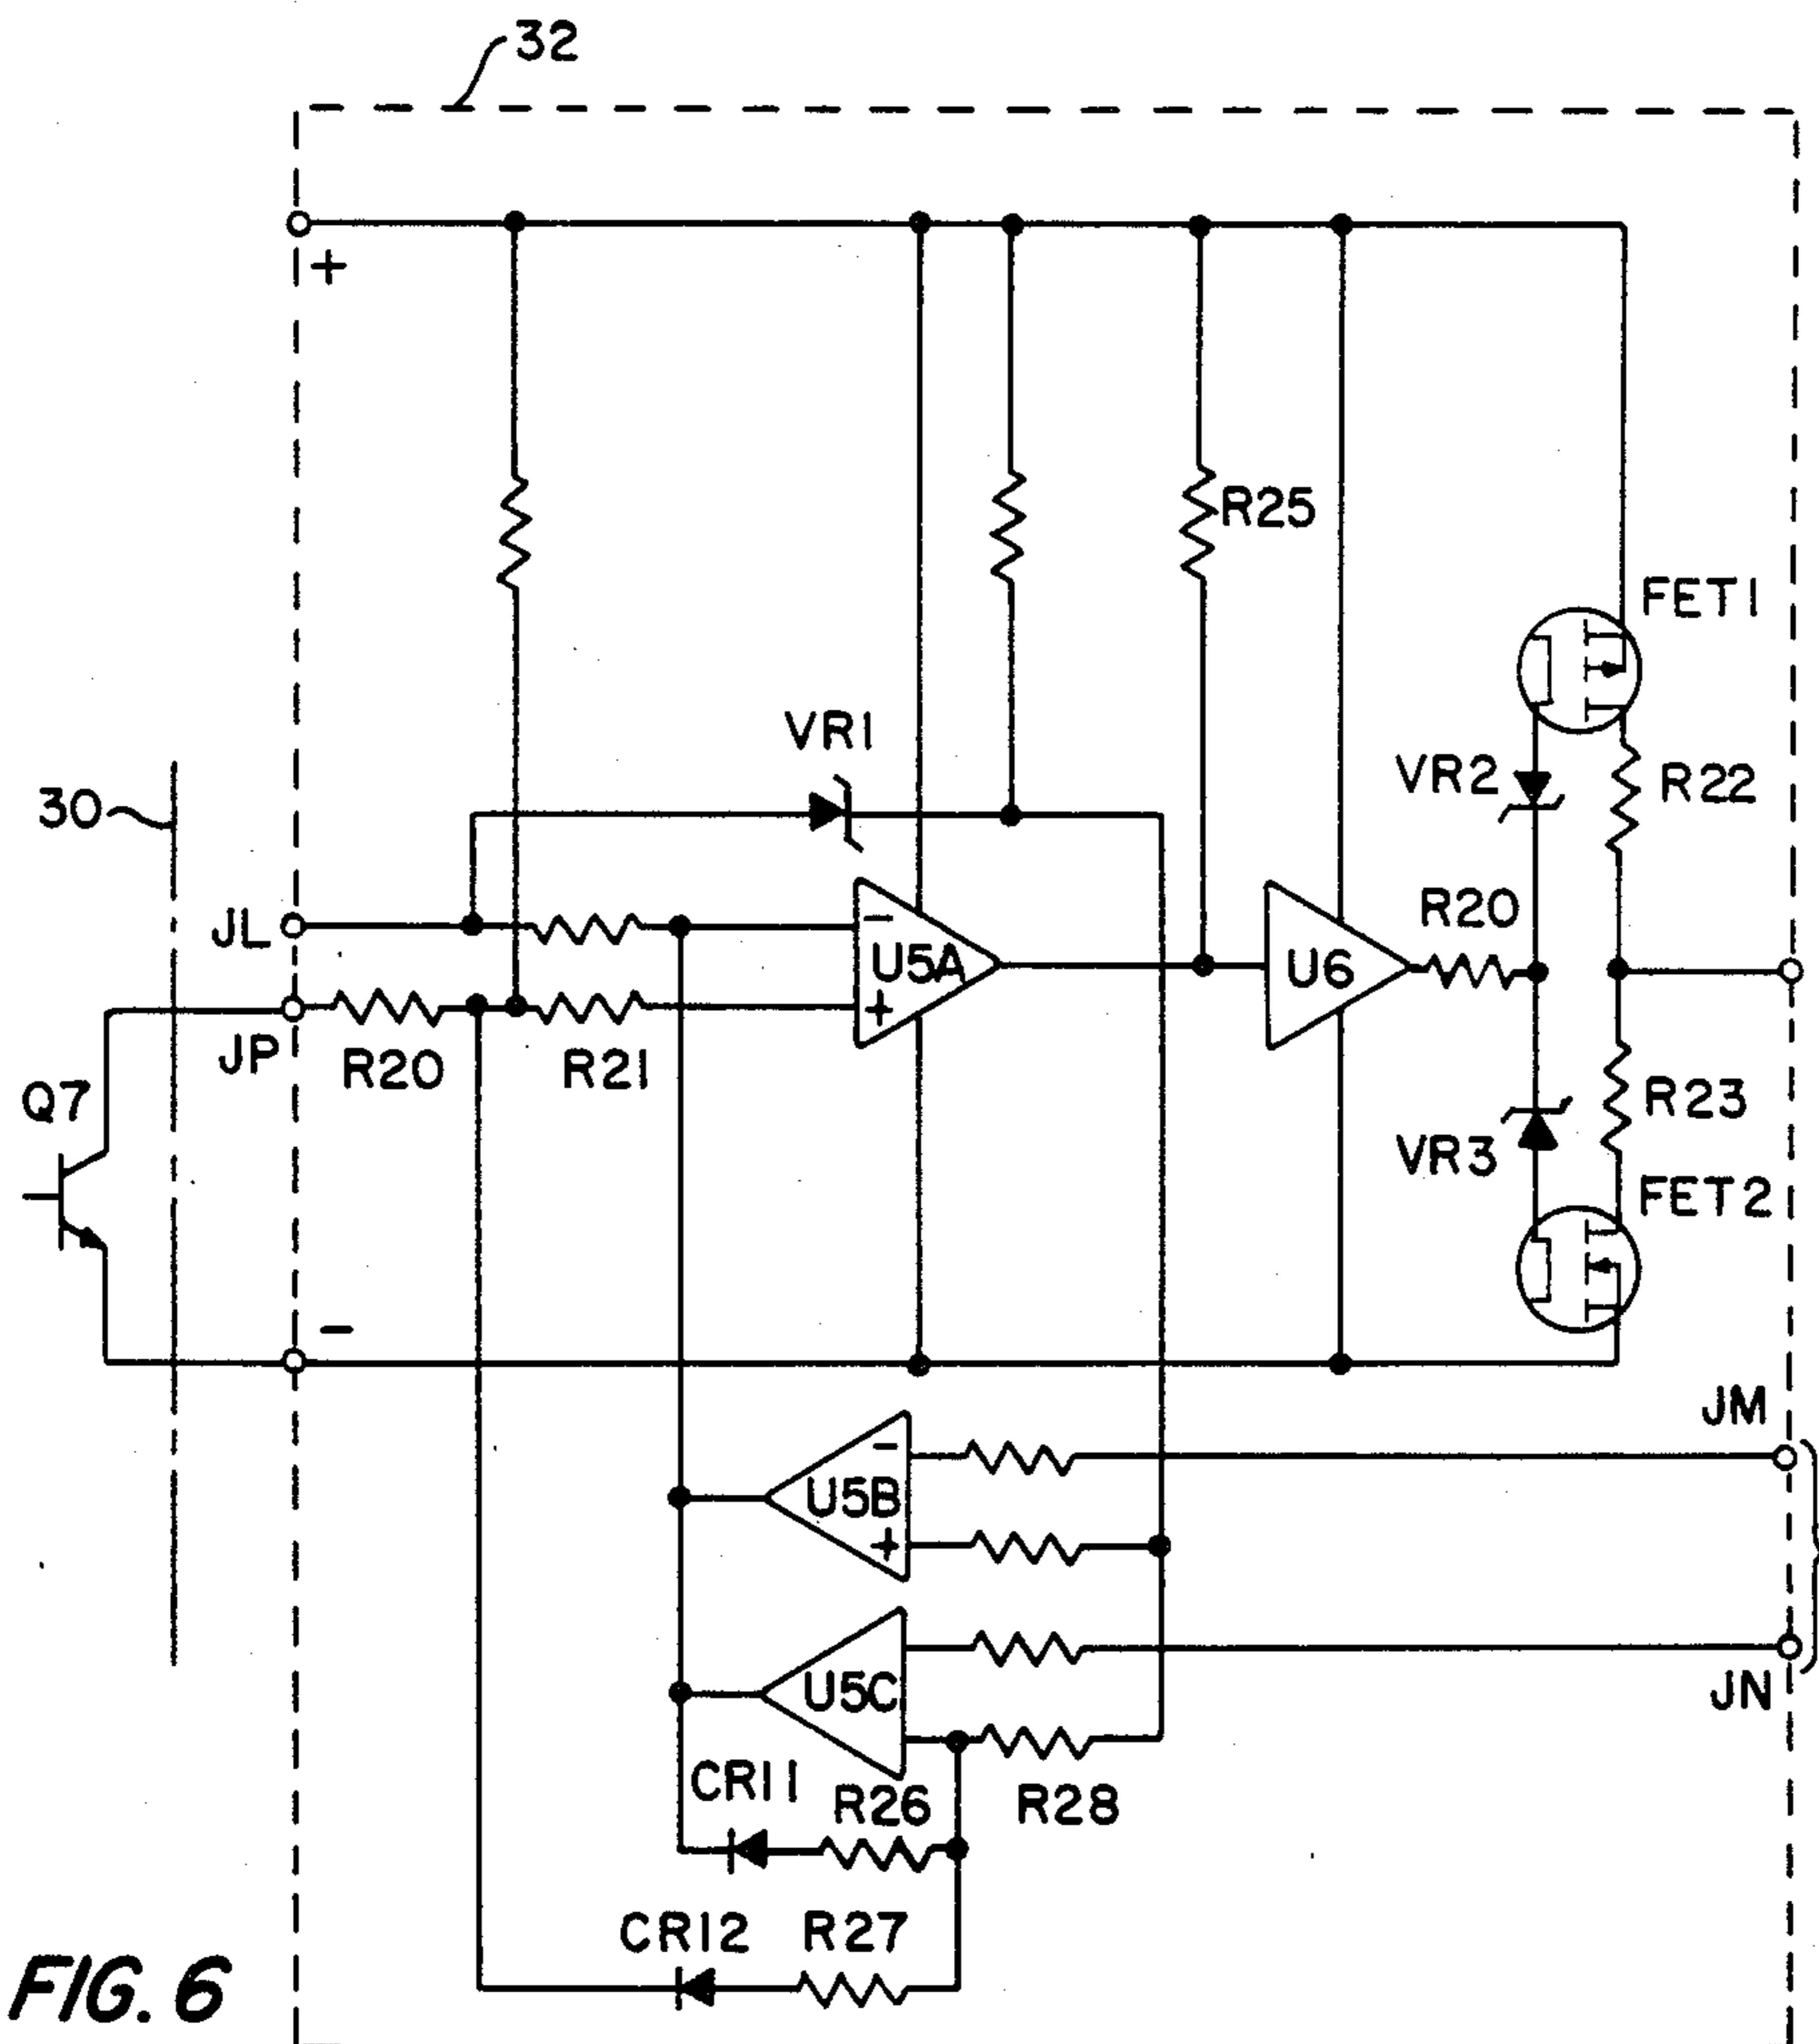 32
+
R25
FET1
VR1
VR2
R22
30
JL
-
U5A
U6
R20
+
JP
R20
R21
Q7
R23
VR3
FET2
-
JM
-
U5B
+
U5C
JN
CR11
R26
R28
CR12
R27
FIG. 6